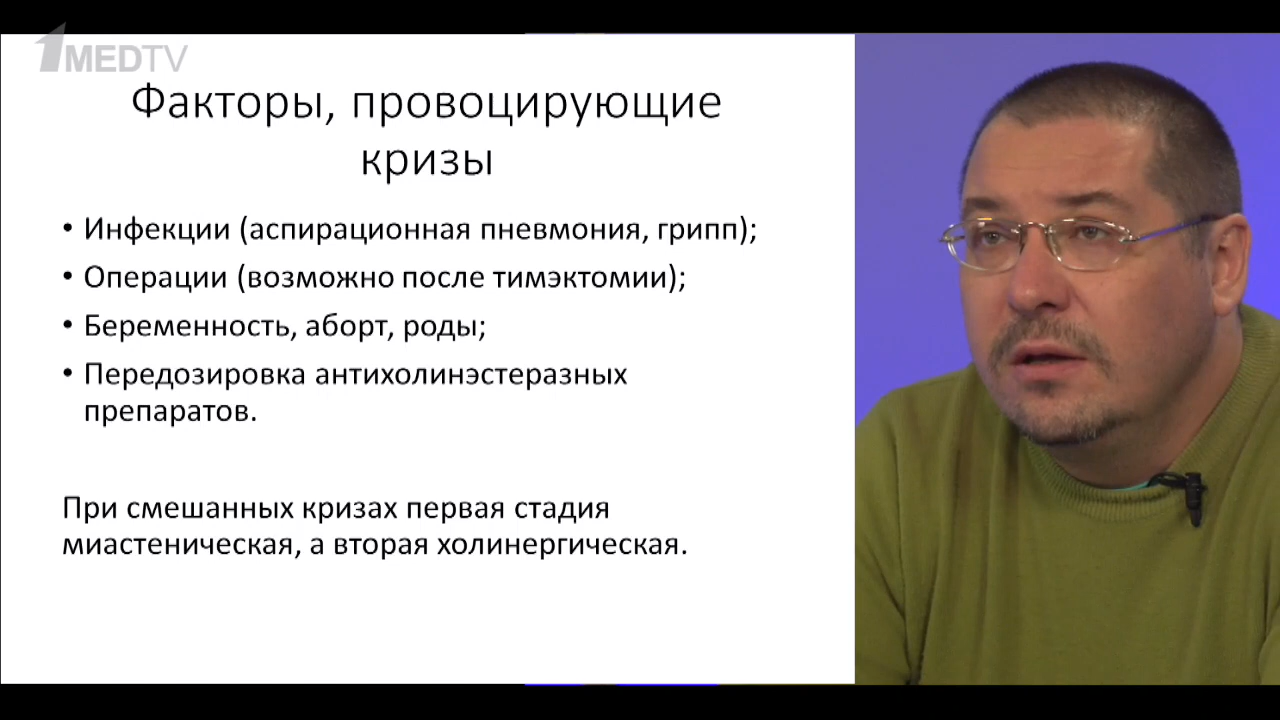 1MEDTV
Факторы, провоцирующие
кризы
• Инфекции (аспирационная пневмония, грипп);
• Операции (возможно после тимэктомии);
• Беременность, аборт, роды;
• Передозировка антихолинэстеразных
препаратов.
При смешанных кризах первая стадия
миастеническая, а вторая холинергическая.